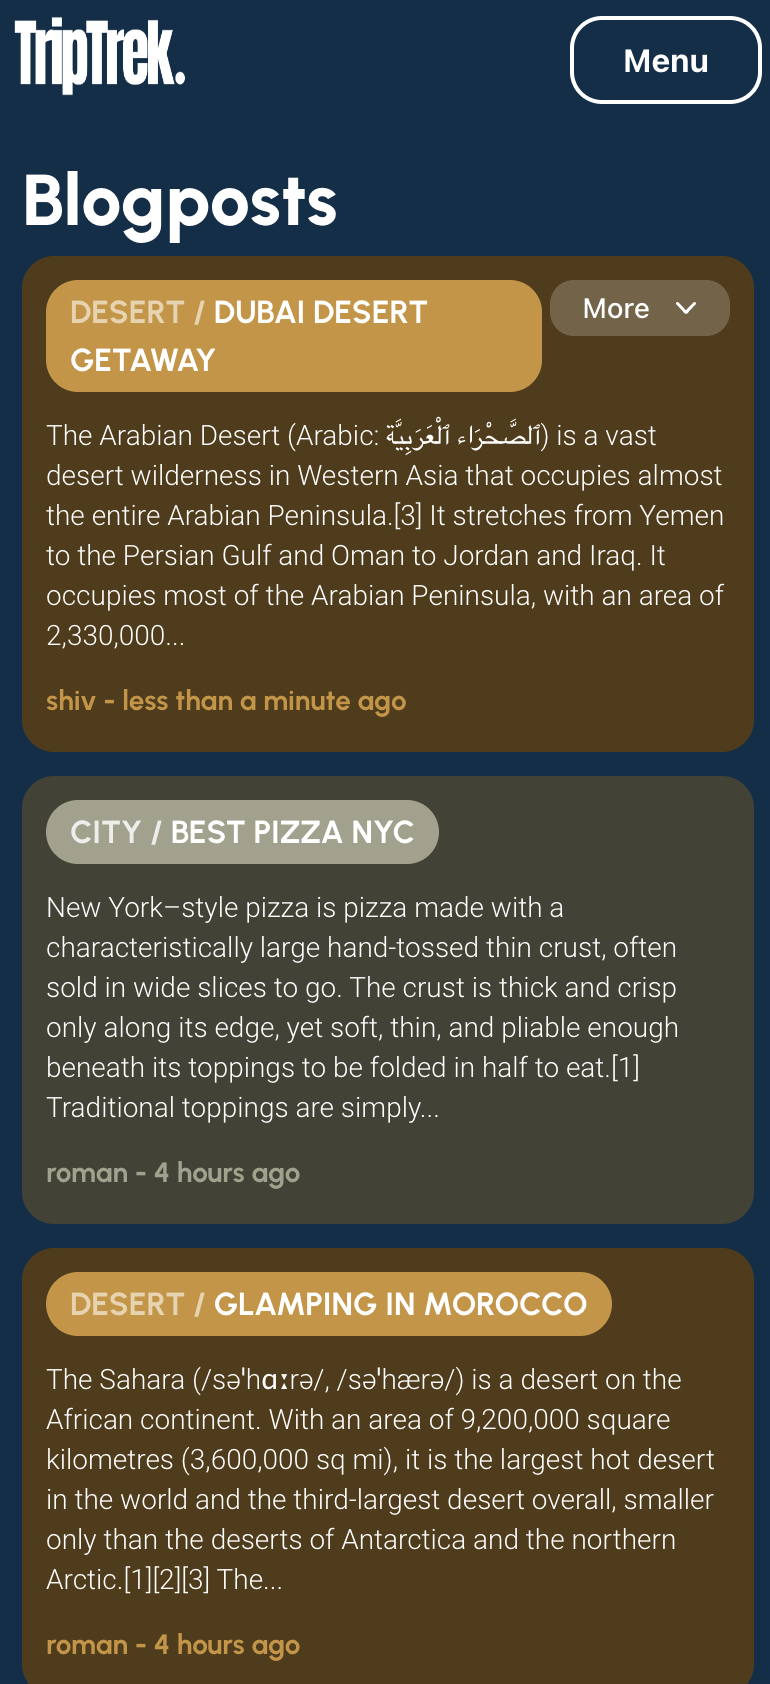 TripTrek.
Menu
Blogposts
DESERT / DUBAI DESERT
GETAWAY
More
The Arabian Desert (Arabic: ٱلصَّحْرَاء ٱلْعَرَبِيَّة) is a vast
desert wilderness in Western Asia that occupies almost
the entire Arabian Peninsula.[3] It stretches from Yemen
to the Persian Gulf and Oman to Jordan and Iraq. It
occupies most of the Arabian Peninsula, with an area of
2,330,000...
shiv - less than a minute ago
CITY / BEST PIZZA NYC
New York–style pizza is pizza made with a
characteristically large hand-tossed thin crust, often
sold in wide slices to go. The crust is thick and crisp
only along its edge, yet soft, thin, and pliable enough
beneath its toppings to be folded in half to eat.[1]
Traditional toppings are simply...
roman - 4 hours ago
DESERT / GLAMPING IN MOROCCO
The Sahara (/səˈhɑːrə/, /səˈhærə/) is a desert on the
African continent. With an area of 9,200,000 square
kilometres (3,600,000 sq mi), it is the largest hot desert
in the world and the third-largest desert overall, smaller
only than the deserts of Antarctica and the northern
Arctic.[1][2][3] The...
roman - 4 hours ago